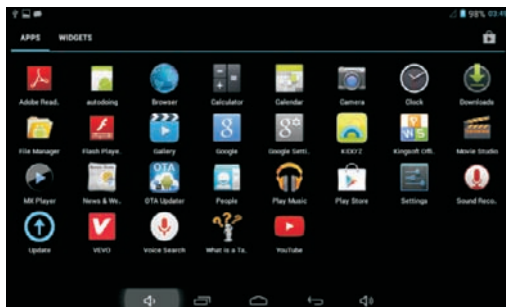 98% 03:45
APPS WIDGETS
Adobe Read.. autodoing Browser Calculator Calendar Camera Clock Downloads
File Manager Flash Playe.. Gallery Google Google Setti.. KIDO'Z Kingsoft Offi.. Movie Studio
MX Player News & We.. OTA Updater People Play Music Play Store Settings Sound Reco..
Update VEVO Voice Search What is a Ta.. YouTube